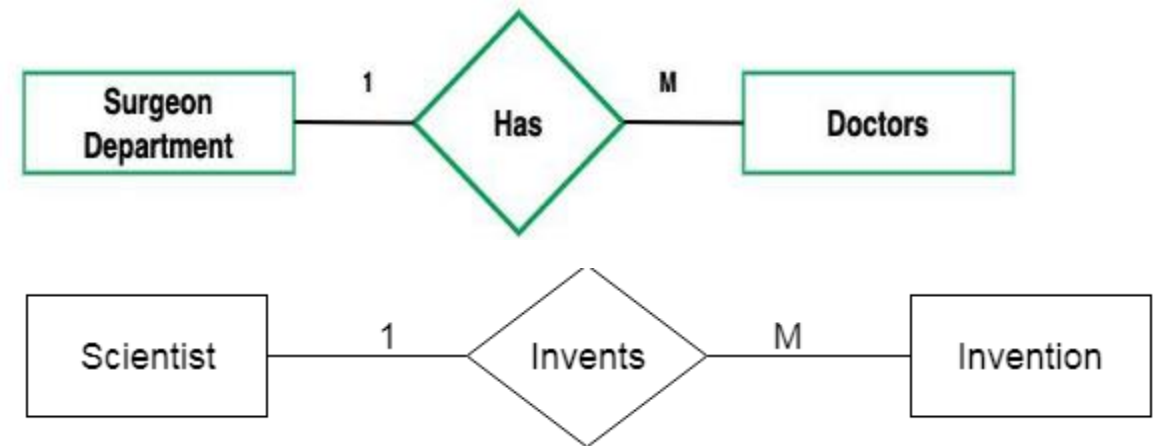 1
M
Surgeon
Department
Has
Doctors
1
M
Scientist
Invents
Invention